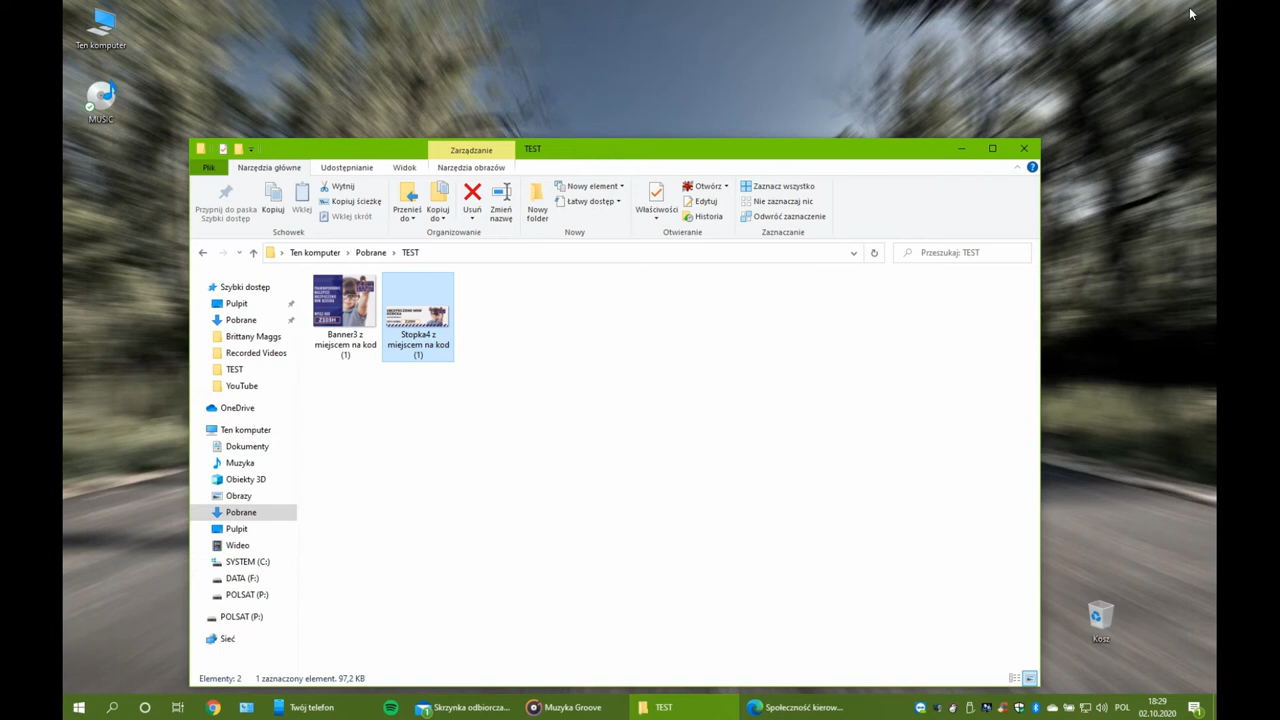 Ten komputer
MUSIC
Zarządzanie
TEST
Plik
Narzędzia główne
Udostępnianie
Widok
Narzędzia obrazów
Przypnij do paska
Szybki dostęp
Kopiuj
Wklej
Wytnij
Kopiuj ścieżkę
Wklej skrót
Schowek
Przenieś
do
Kopiuj
do
Usuń
Zmień
nazwę
Organizowanie
Nowy
folder
Nowy element
Łatwy dostęp
Nowy
Właściwości
Otwórz
Edytuj
Historia
Otwieranie
Zaznacz wszystko
Nie zaznaczaj nic
Odwróć zaznaczenie
Zaznaczanie
Ten komputer
Pobrane
TEST
Przeszukaj: TEST
Szybki dostęp
Pulpit
Pobrane
Brittany Maggs
Recorded Videos
TEST
YouTube
OneDrive
Ten komputer
Dokumenty
Muzyka
Obiekty 3D
Obrazy
Pobrane
Pulpit
Wideo
SYSTEM (C:)
DATA (F:)
POLSAT (P:)
POLSAT (P:)
Sieć
Banner3 z
miejscem na kod
(1)
Stopka4 z
miejscem na kod
(1)
Kosz
Elementy: 2
1 zaznaczony element. 97,2 KB
Twój telefon
1
Skrzynka odbiorcza...
Muzyka Groove
TEST
Społeczność kierow...
POL
18:29
02.10.2020